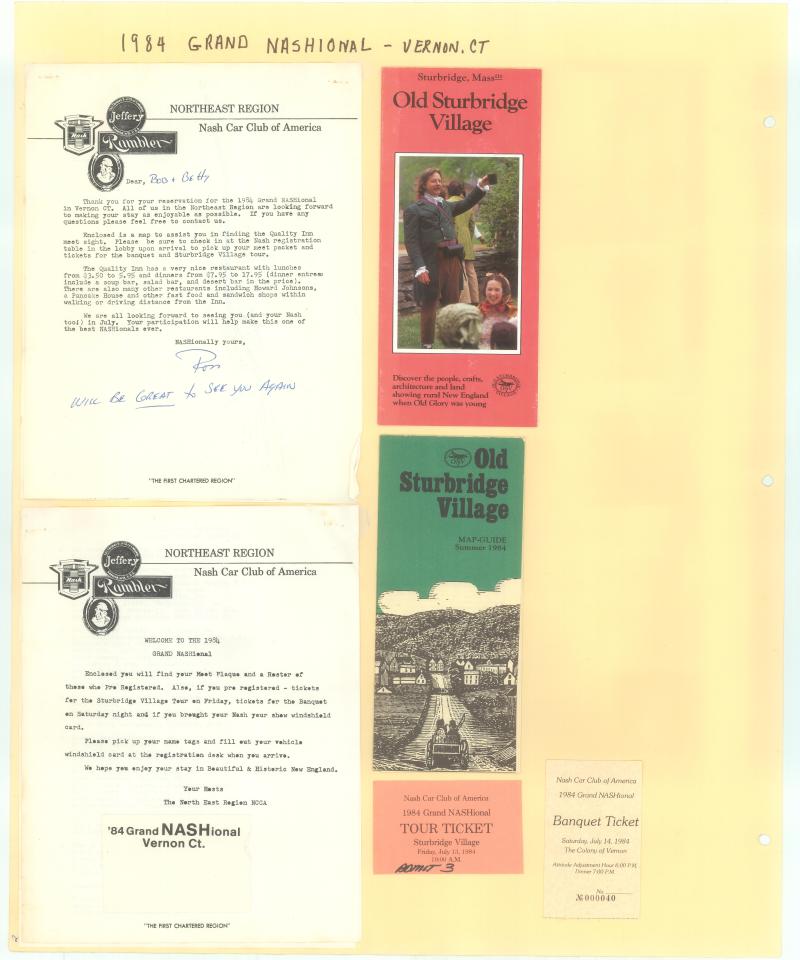 1984 GRAND NASHIONAL - VERNON, CT
Jeffery
Nash
Rambler
NORTHEAST REGION
Nash Car Club of America
Dear, Bob + Betty
Thank you for your reservation for the 1984 Grand NASHional
in Vernon CT. All of us in the Northeast Region are looking forward
to making your stay as enjoyable as possible. If you have any
questions please feel free to contact us.
Enclosed is a map to assist you in finding the Quality Inn
meet sight. Please be sure to check in at the Nash registration
table in the lobby upon arrival to pick up your meet packet and
tickets for the banquet and Sturbridge Village tour.
The Quality Inn has a very nice restaurant with lunches
from $3.50 to 5.95 and dinners from $7.95 to 17.95 (dinner entrees
include a soup bar, salad bar, and desert bar in the price).
There are also many other restaurants including Howard Johnsons,
a Pancake House and other fast food and sandwich shops within
walking or driving distance from the Inn.
We are all looking forward to seeing you (and your Nash
too!) in July. Your participation will help make this one of
the best NASHionals ever.
NASHionally yours,
Ron
WILL BE GREAT to SEE YOU AGAIN
"THE FIRST CHARTERED REGION"
Jeffery
Nash
Rambler
NORTHEAST REGION
Nash Car Club of America
WELCOME TO THE 1984
GRAND NASHional
Enclosed you will find your Meet Plaque and a Roster of
those who Pre Registered. Also, if you pre registered - tickets
for the Sturbridge Village Tour on Friday, tickets for the Banquet
on Saturday night and if you brought your Nash your show windshield
card.
Please pick up your name tags and fill out your vehicle
windshield card at the registration desk when you arrive.
We hope you enjoy your stay in Beautiful & Historic New England.
Your Hosts
The North East Region NCCA
'84 Grand NASHional
Vernon Ct.
"THE FIRST CHARTERED REGION"
Sturbridge, Massᵗᵗˢ
Old Sturbridge
Village
Discover the people, crafts,
architecture and land
showing rural New England
when Old Glory was young
Old
Sturbridge
Village
MAP-GUIDE
Summer 1984
Nash Car Club of America
1984 Grand NASHional
TOUR TICKET
Sturbridge Village
Friday, July 13, 1984
10:00 A.M.
ADMIT 3
Nash Car Club of America
1984 Grand NASHional
Banquet Ticket
Saturday, July 14, 1984
The Colony of Vernon
Attitude Adjustment Hour 6:00 P.M.
Dinner 7:00 P.M.
No
№000040